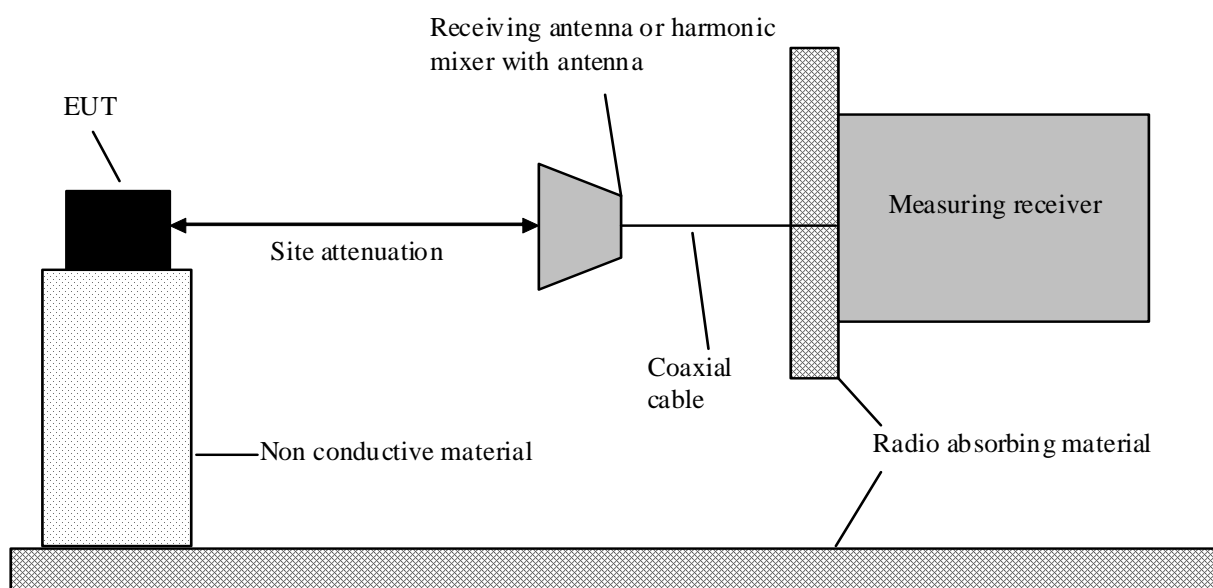 Receiving antenna or harmonic
mixer with antenna
EUT
Measuring receiver
Site attenuation
Coaxial
cable
Radio absorbing material
Non conductive material